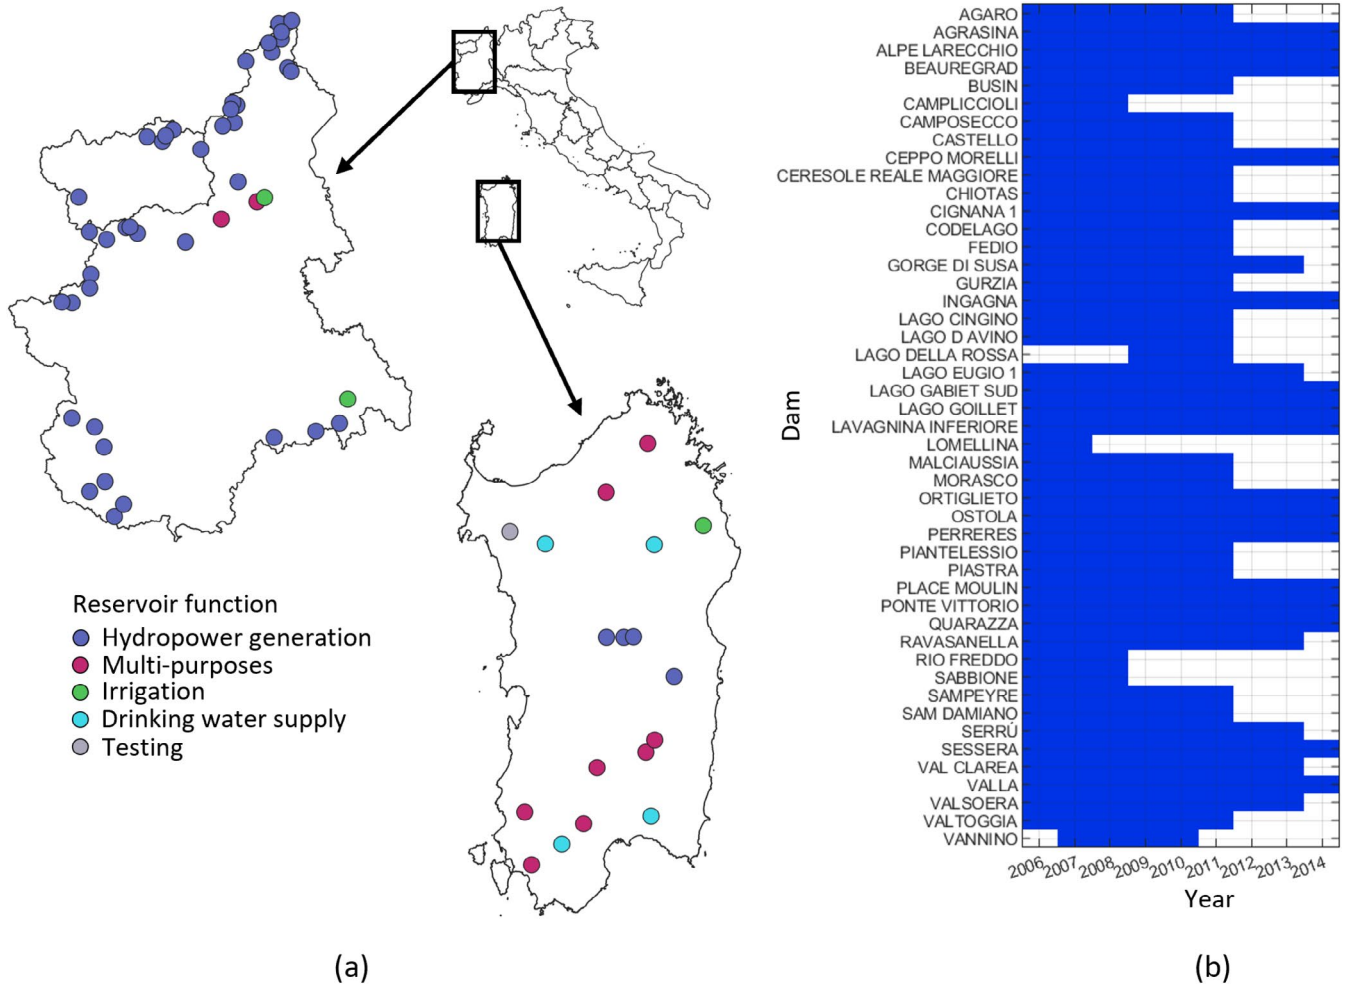 Reservoir function
Hydropower generation
Multi-purposes
Irrigation
Drinking water supply
Testing
(a)
Dam
AGARO
AGRASINA
ALPE LARECCHIO
BEAUREGRAD
BUSIN
CAMPLICCIOLI
CAMPOSECCO
CASTELLO
CEPPO MORELLI
CERESOLE REALE MAGGIORE
CHIOTAS
CIGNANA 1
CODELAGO
FEDIO
GORGE DI SUSA
GURZIA
INGAGNA
LAGO CINGINO
LAGO D AVINO
LAGO DELLA ROSSA
LAGO EUGIO 1
LAGO GABIET SUD
LAGO GOILLET
LAVAGNINA INFERIORE
LOMELLINA
MALCIAUSSIA
MORASCO
ORTIGLIETO
OSTOLA
PERRERES
PIANTELESSIO
PIASTRA
PLACE MOULIN
PONTE VITTORIO
QUARAZZA
RAVASANELLA
RIO FREDDO
SABBIONE
SAMPEYRE
SAM DAMIANO
SERRÚ
SESSERA
VAL CLAREA
VALLA
VALSOERA
VALTOGGIA
VANNINO
2006 2007 2008 2009 2010 2011 2012 2013 2014
Year
(b)